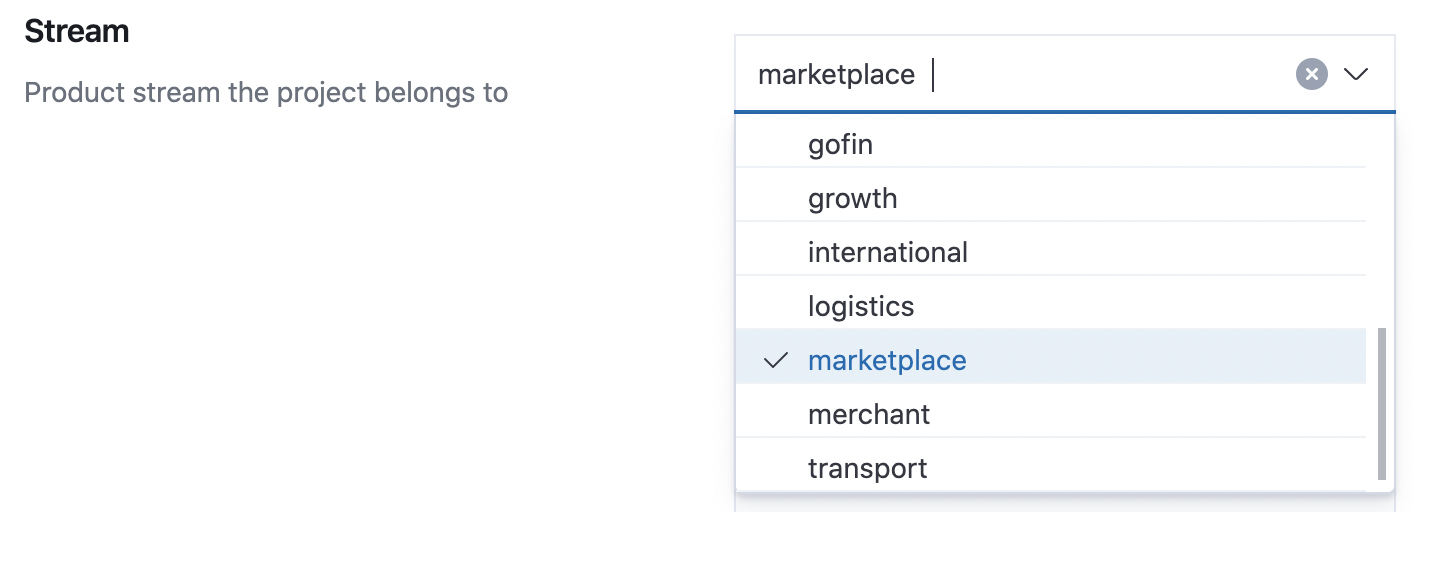 Stream
Product stream the project belongs to
marketplace
gofin
growth
international
logistics
marketplace
merchant
transport